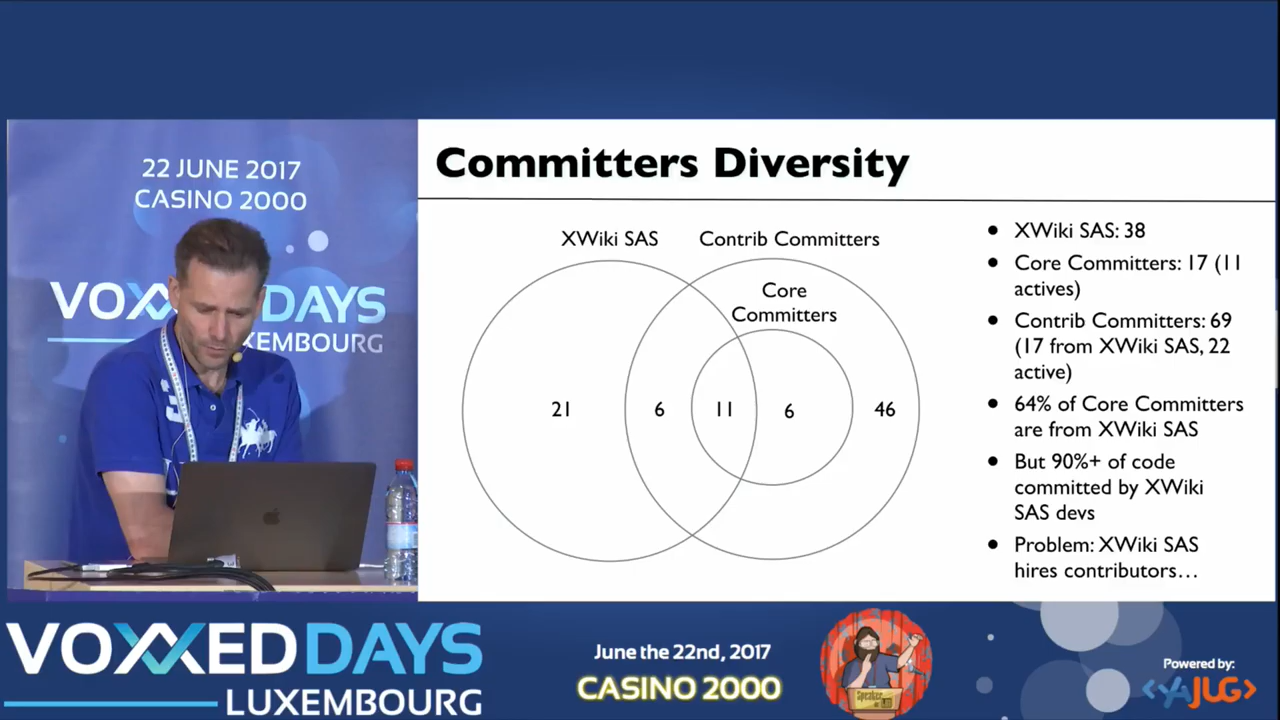 22 JUNE 2017
CASINO 2000
VOXXED DAYS
LUXEMBOURG
Committers Diversity
XWiki SAS
Contrib Committers
Core
Committers
21
6
11
6
46
• XWiki SAS: 38
• Core Committers: 17 (11
actives)
• Contrib Committers: 69
(17 from XWiki SAS, 22
active)
• 64% of Core Committers
are from XWiki SAS
• But 90%+ of code
committed by XWiki
SAS devs
• Problem: XWiki SAS
hires contributors…
VOXXED DAYS
LUXEMBOURG
June the 22nd, 2017
CASINO 2000
Speaker
Powered by:
YAJUG